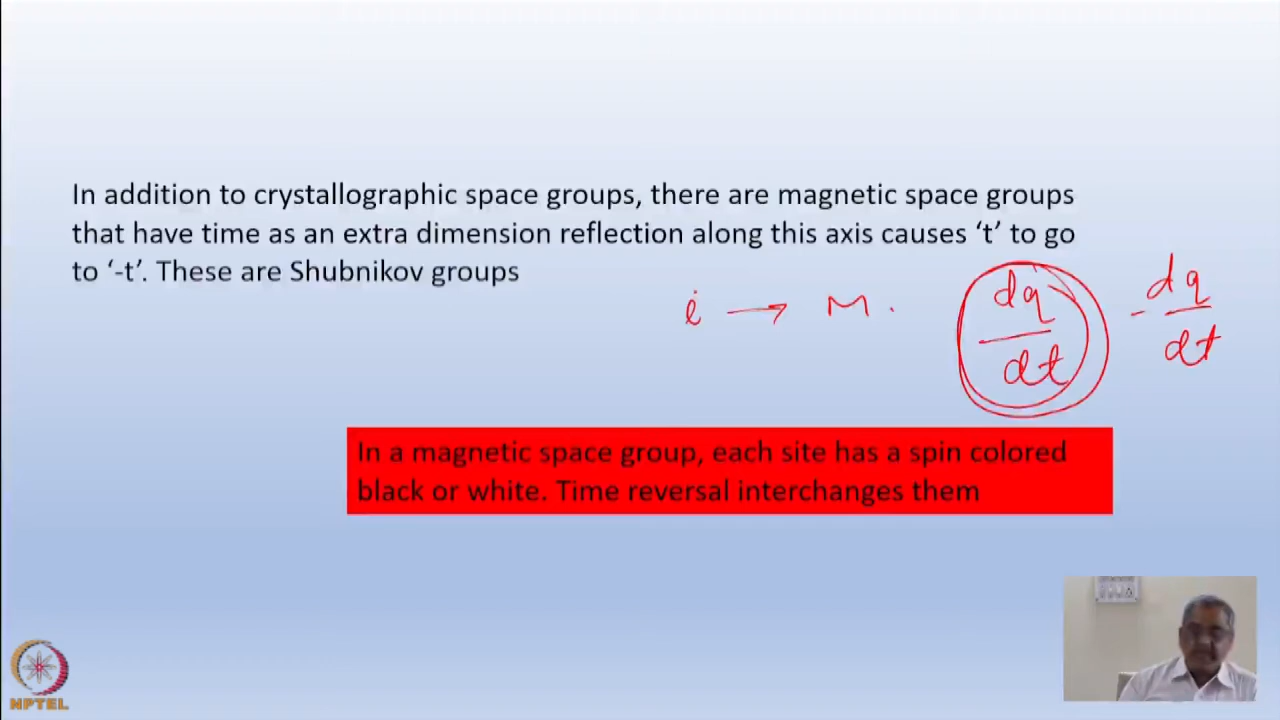 In addition to crystallographic space groups, there are magnetic space groups
that have time as an extra dimension reflection along this axis causes ‘t’ to go
to ‘-t’. These are Shubnikov groups
i → M. dq/dt -dq/dt
In a magnetic space group, each site has a spin colored
black or white. Time reversal interchanges them
NPTEL